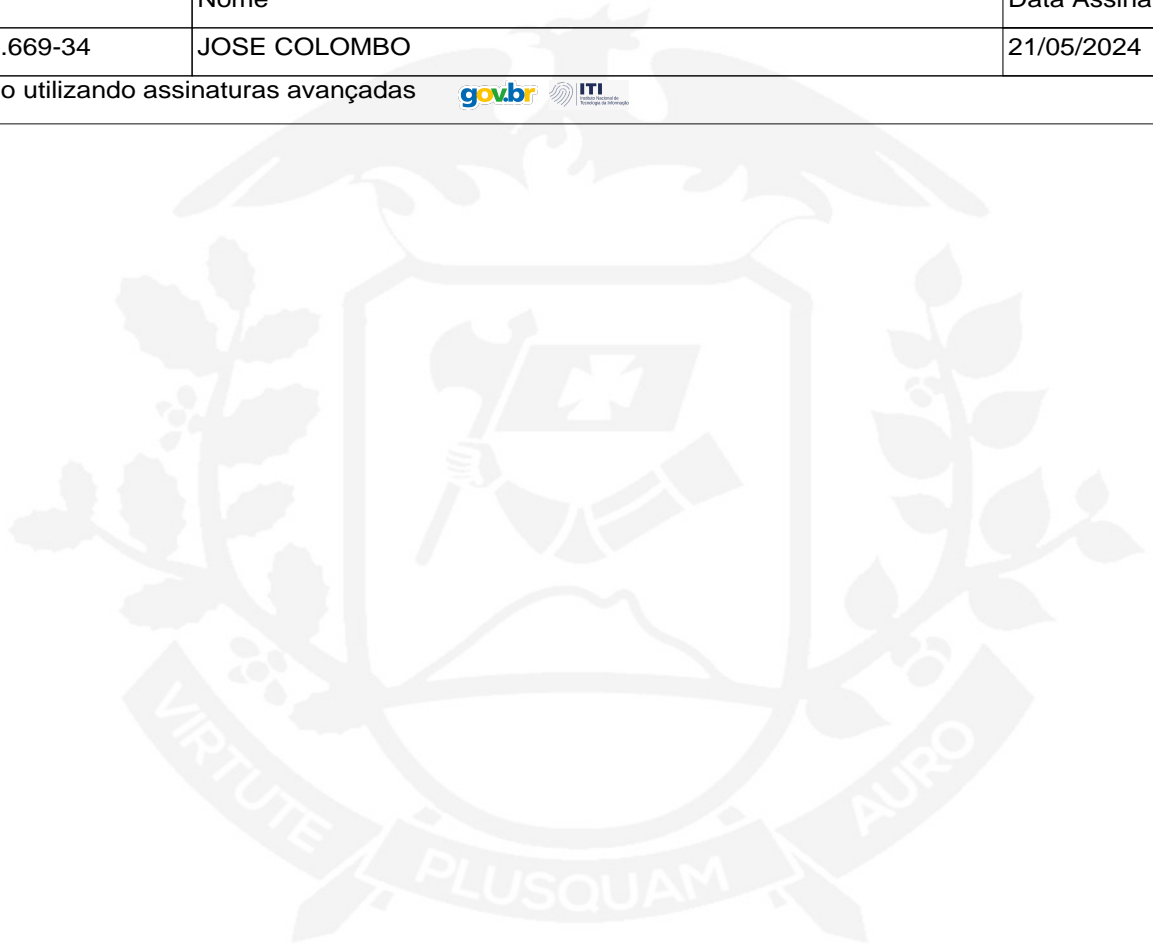 Nome Data Assina
.669-34 JOSE COLOMBO 21/05/2024
o utilizando assinaturas avançadas gov.br ITI
VIRTUTE PLUSQUAM AURO